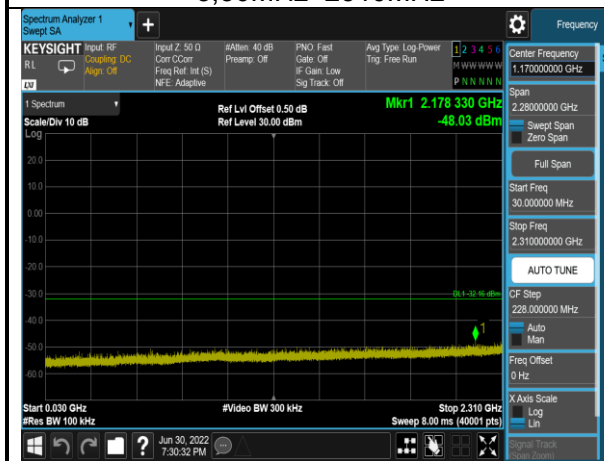 Spectrum Analyzer 1
Swept SA
+
Frequency
KEYSIGHT
RL
Input: RF
Coupling: DC
Align: Off
Input Z: 50 Ω
Corr CCorr
Freq Ref: Int (S)
NFE: Adaptive
#Atten: 40 dB
Preamp: Off
PNO: Fast
Gate: Off
IF Gain: Low
Sig Track: Off
Avg Type: Log-Power
Trig: Free Run
1 2 3 4 5 6
M W W W W W
P N N N N N
1 Spectrum
Scale/Div 10 dB
Log
Ref Lvl Offset 0.50 dB
Ref Level 30.00 dBm
Mkr1 2.178 330 GHz
-48.03 dBm
20.0
10.0
0.00
-10.0
-20.0
-30.0
-40.0
-50.0
-60.0
DL1 -32.16 dBm
1
Start 0.030 GHz
#Res BW 100 kHz
#Video BW 300 kHz
Stop 2.310 GHz
Sweep 8.00 ms (40001 pts)
Center Frequency
1.170000000 GHz
Span
2.28000000 GHz
Swept Span
Zero Span
Full Span
Start Freq
30.000000 MHz
Stop Freq
2.310000000 GHz
AUTO TUNE
CF Step
228.000000 MHz
Auto
Man
Freq Offset
0 Hz
X Axis Scale
Log
Lin
Signal Track
(Span Zoom)
?
Jun 30, 2022
7:30:32 PM